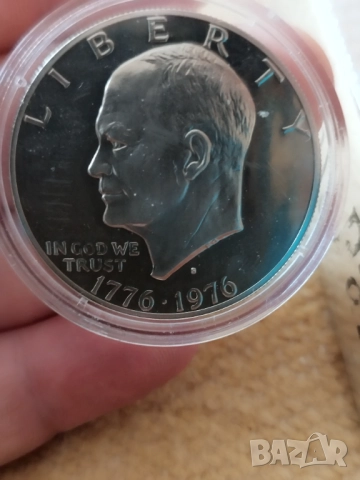 LIBERTY
IN GOD WE
TRUST
1776·1976
BAZAR